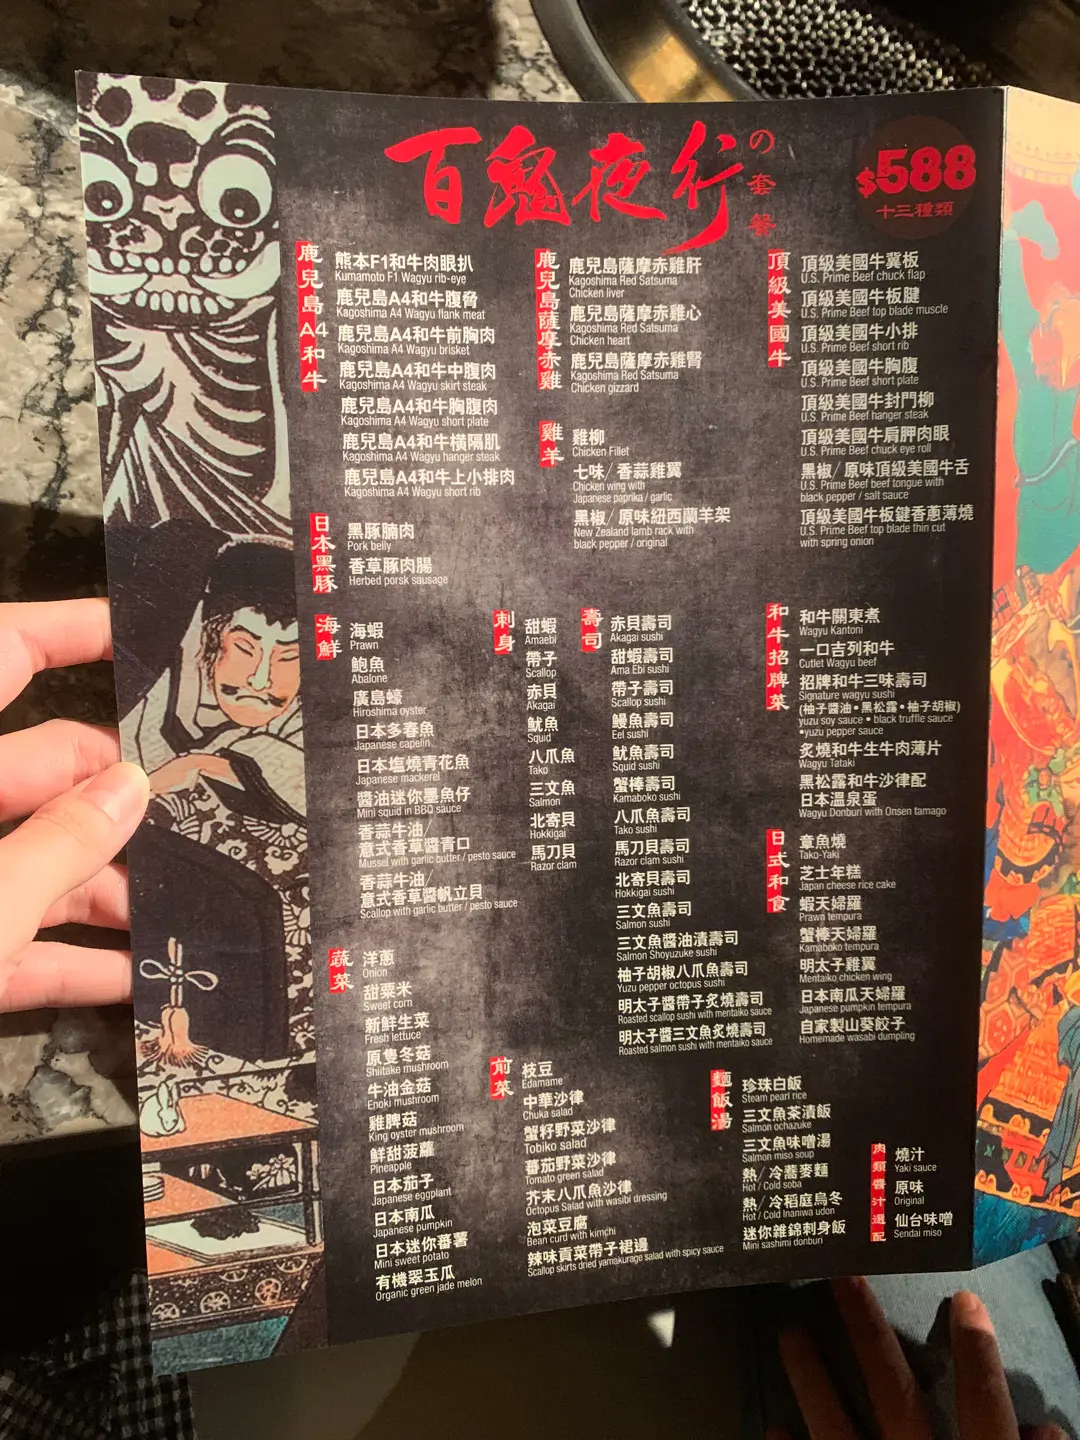 百鬼夜行の套餐
$588
十三種類
鹿兒島A4和牛
熊本F1和牛肉眼扒
Kumamoto F1 Wagyu rib-eye
鹿兒島A4和牛腹脅
Kagoshima A4 Wagyu flank meat
鹿兒島A4和牛前胸肉
Kagoshima A4 Wagyu brisket
鹿兒島A4和牛中腹肉
Kagoshima A4 Wagyu skirt steak
鹿兒島A4和牛胸腹肉
Kagoshima A4 Wagyu short plate
鹿兒島A4和牛橫隔肌
Kagoshima A4 Wagyu hanger steak
鹿兒島A4和牛上小排肉
Kagoshima A4 Wagyu short rib
日本黑豚
黑豚腩肉
Pork belly
香草豚肉腸
Herbed porsk sausage
鹿兒島薩摩赤雞
鹿兒島薩摩赤雞肝
Kagoshima Red Satsuma
Chicken liver
鹿兒島薩摩赤雞心
Kagoshima Red Satsuma
Chicken heart
鹿兒島薩摩赤雞腎
Kagoshima Red Satsuma
Chicken gizzard
雞羊
雞柳
Chicken Fillet
七味/香蒜雞翼
Chicken wing with
Japanese paprika / garlic
黑椒/原味紐西蘭羊架
New Zealand lamb rack with
black pepper / original
頂級美國牛
頂級美國牛冀板
U.S. Prime Beef chuck flap
頂級美國牛板腱
U.S. Prime Beef top blade muscle
頂級美國牛小排
U.S. Prime Beef short rib
頂級美國牛胸腹
U.S. Prime Beef short plate
頂級美國牛封門柳
U.S. Prime Beef hanger steak
頂級美國牛肩胛肉眼
U.S. Prime Beef chuck eye roll
黑椒/原味頂級美國牛舌
U.S. Prime Beef beef tongue with
black pepper / salt sauce
頂級美國牛板鍵香蔥薄燒
U.S. Prime Beef top blade thin cut
with spring onion
海鮮
海蝦
Prawn
鮑魚
Abalone
廣島蠔
Hiroshima oyster
日本多春魚
Japanese capelin
日本塩燒青花魚
Japanese mackerel
醬油迷你墨魚仔
Mini squid in BBQ sauce
香蒜牛油/
意式香草醬青口
Mussel with garlic butter / pesto sauce
香蒜牛油/
意式香草醬帆立貝
Scallop with garlic butter / pesto sauce
刺身
甜蝦
Amaebi
帶子
Scallop
赤貝
Akagai
魷魚
Squid
八爪魚
Tako
三文魚
Salmon
北寄貝
Hokkigai
馬刀貝
Razor clam
壽司
赤貝壽司
Akagai sushi
甜蝦壽司
Ama Ebi sushi
帶子壽司
Scallop sushi
鰻魚壽司
Eel sushi
魷魚壽司
Squid sushi
蟹棒壽司
Kamaboko sushi
八爪魚壽司
Tako sushi
馬刀貝壽司
Razor clam sushi
北寄貝壽司
Hokkigai sushi
三文魚壽司
Salmon sushi
三文魚醬油漬壽司
Salmon Shoyuzuke sushi
柚子胡椒八爪魚壽司
Yuzu pepper octopus sushi
明太子醬帶子炙燒壽司
Roasted scallop sushi with mentaiko sauce
明太子醬三文魚炙燒壽司
Roasted salmon sushi with mentaiko sauce
和牛招牌菜
和牛關東煮
Wagyu Kantoni
一口吉列和牛
Cutlet Wagyu beef
招牌和牛三味壽司
Signature wagyu sushi
(柚子醬油•黑松露•柚子胡椒)
yuzu soy sauce • black truffle sauce
•yuzu pepper sauce
炙燒和牛生牛肉薄片
Wagyu Tataki
黑松露和牛沙律配
日本溫泉蛋
Wagyu Donburi with Onsen tamago
日式和食
章魚燒
Tako-Yaki
芝士年糕
Japan cheese rice cake
蝦天婦羅
Prawn tempura
蟹棒天婦羅
Kamaboko tempura
明太子雞翼
Mentaiko chicken wing
日本南瓜天婦羅
Japanese pumpkin tempura
自家製山葵餃子
Homemade wasabi dumpling
蔬菜
洋蔥
Onion
甜粟米
Sweet corn
新鮮生菜
Fresh lettuce
原隻冬菇
Shiitake mushroom
牛油金菇
Enoki mushroom
雞脾菇
King oyster mushroom
鮮甜菠蘿
Pineapple
日本茄子
Japanese eggplant
日本南瓜
Japanese pumpkin
日本迷你蕃薯
Mini sweet potato
有機翠玉瓜
Organic green jade melon
前菜
枝豆
Edamame
中華沙律
Chuka salad
蟹籽野菜沙律
Tobiko salad
蕃茄野菜沙律
Tomato green salad
芥末八爪魚沙律
Octopus Salad with wasibi dressing
泡菜豆腐
Bean curd with kimchi
辣味貢菜帶子裙邊
Scallop skirts dried yamakurage salad with spicy sauce
麵飯湯
珍珠白飯
Steam pearl rice
三文魚茶漬飯
Salmon ochazuke
三文魚味噌湯
Salmon miso soup
熱/冷蕎麥麵
Hot / Cold soba
熱/冷稻庭烏冬
Hot / Cold Inaniwa udon
迷你雜錦刺身飯
Mini sashimi donburi
肉類醬汁選配
燒汁
Yaki sauce
原味
Original
仙台味噌
Sendai miso